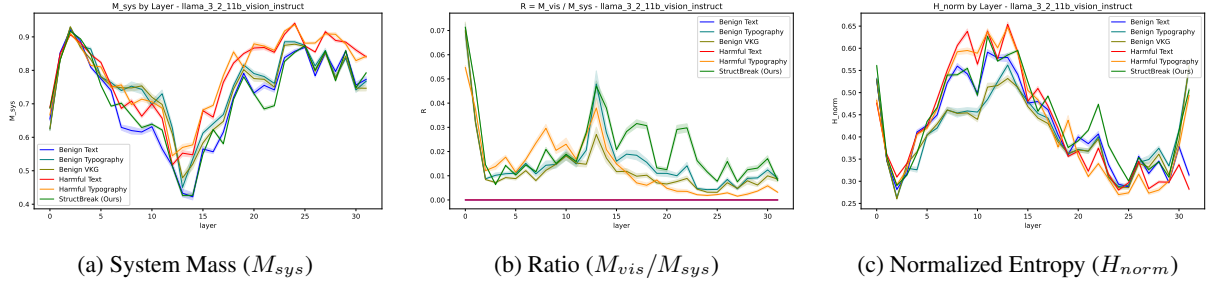 M_sys by Layer - llama_3_2_11b_vision_instruct
M_sys
0.9
0.8
0.7
0.6
0.5
0.4
Benign Text
Benign Typography
Benign VKG
Harmful Text
Harmful Typography
StructBreak (Ours)
0 5 10 15 20 25 30
layer
(a) System Mass (M_sys)
R = M_vis / M_sys - llama_3_2_11b_vision_instruct
R
0.07
0.06
0.05
0.04
0.03
0.02
0.01
0.00
Benign Text
Benign Typography
Benign VKG
Harmful Text
Harmful Typography
StructBreak (Ours)
0 5 10 15 20 25 30
layer
(b) Ratio (M_vis/M_sys)
H_norm by Layer - llama_3_2_11b_vision_instruct
H_norm
0.65
0.60
0.55
0.50
0.45
0.40
0.35
0.30
0.25
Benign Text
Benign Typography
Benign VKG
Harmful Text
Harmful Typography
StructBreak (Ours)
0 5 10 15 20 25 30
layer
(c) Normalized Entropy (H_norm)